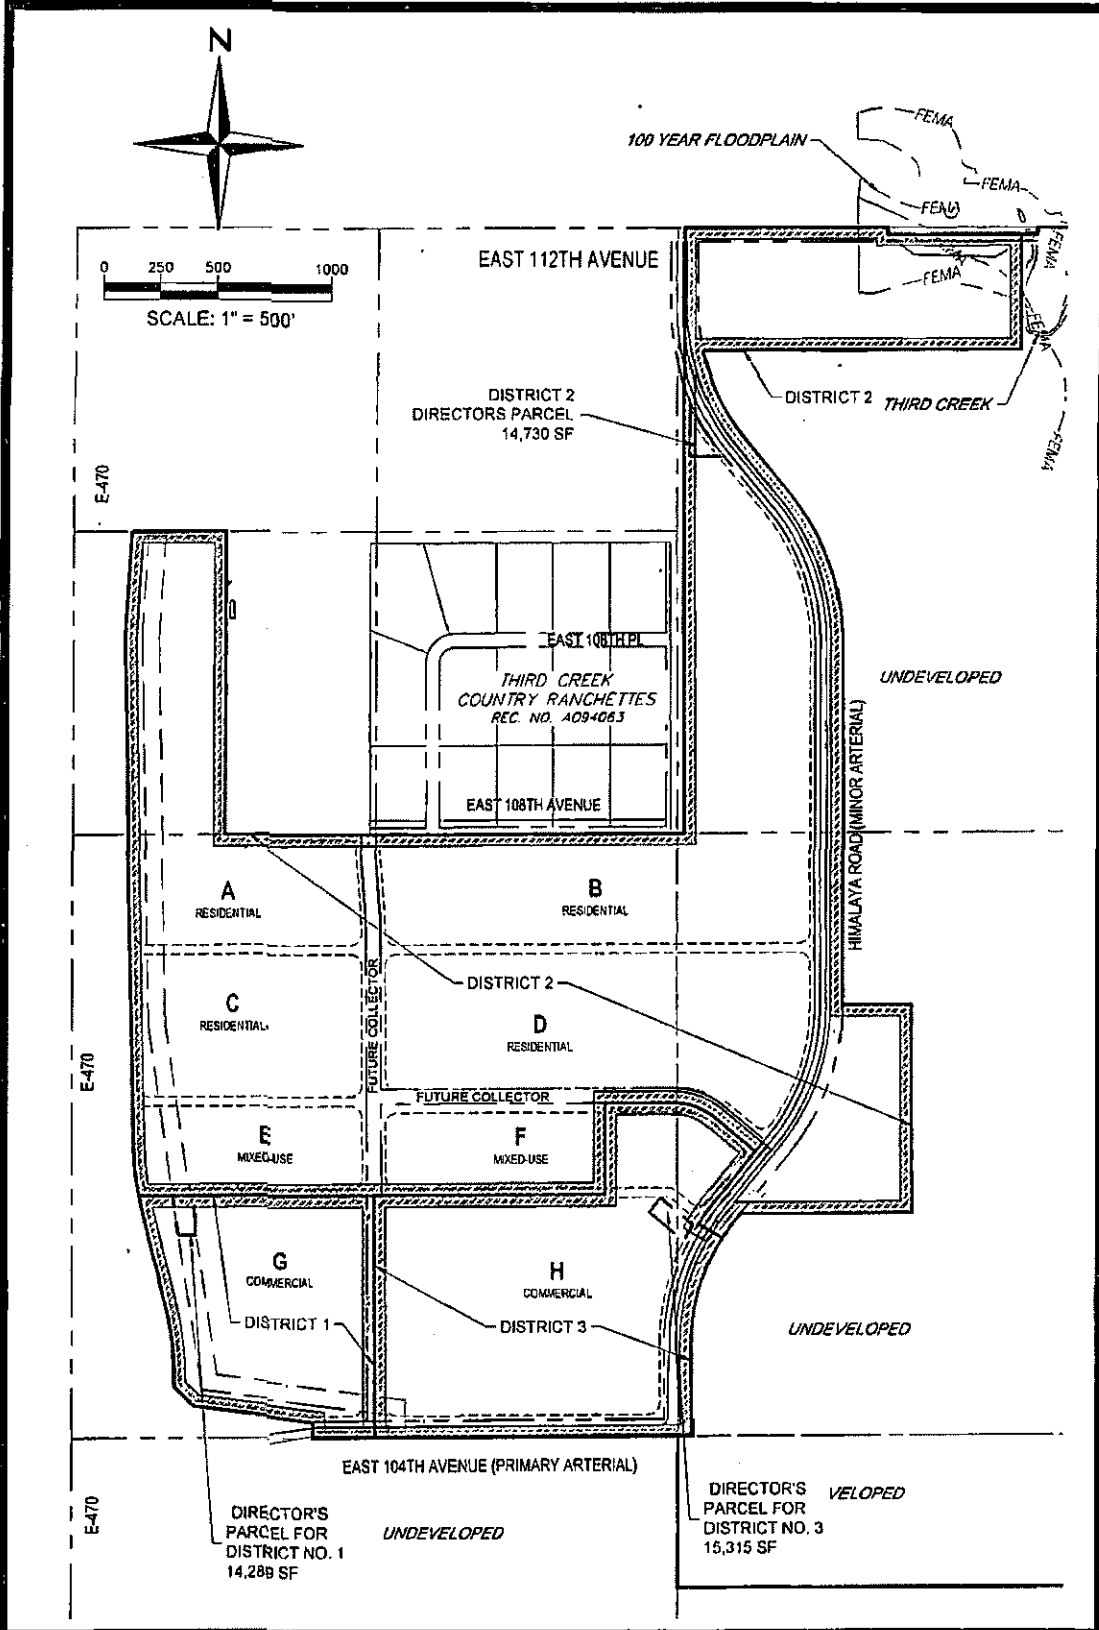 N
100 YEAR FLOODPLAIN
FEMA
FEMA
FEMA
FEMA
FEMA
FEMA
FEMA
EAST 112TH AVENUE
0 250 500 1000
SCALE: 1" = 500'
DISTRICT 2
DIRECTORS PARCEL
14,730 SF
DISTRICT 2
THIRD CREEK
E-470
EAST 108TH PL
THIRD CREEK
COUNTRY RANCHETTES
REC. NO. A094063
EAST 108TH AVENUE
UNDEVELOPED
HIMALAYA ROAD (MINOR ARTERIAL)
A
RESIDENTIAL
B
RESIDENTIAL
C
RESIDENTIAL
D
RESIDENTIAL
DISTRICT 2
FUTURE COLLECTOR
FUTURE COLLECTOR
E-470
E
MIXED-USE
F
MIXED-USE
G
COMMERCIAL
H
COMMERCIAL
DISTRICT 1
DISTRICT 3
UNDEVELOPED
EAST 104TH AVENUE (PRIMARY ARTERIAL)
E-470
DIRECTOR'S
PARCEL FOR
DISTRICT NO. 1
14,289 SF
UNDEVELOPED
DIRECTOR'S
PARCEL FOR
DISTRICT NO. 3
15,315 SF
VELOPED